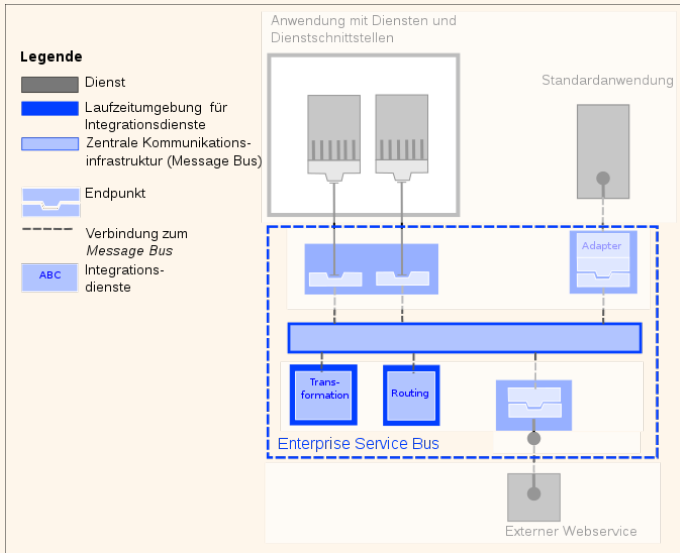 Anwendung mit Diensten und
Dienstschnittstellen
Legende
Dienst
Laufzeitumgebung für
Integrationsdienste
Zentrale Kommunikations-
infrastruktur (Message Bus)
Endpunkt
Verbindung zum
Message Bus
ABC
Integrations-
dienste
Standardanwendung
Adapter
Trans-
formation
Routing
Enterprise Service Bus
Externer Webservice